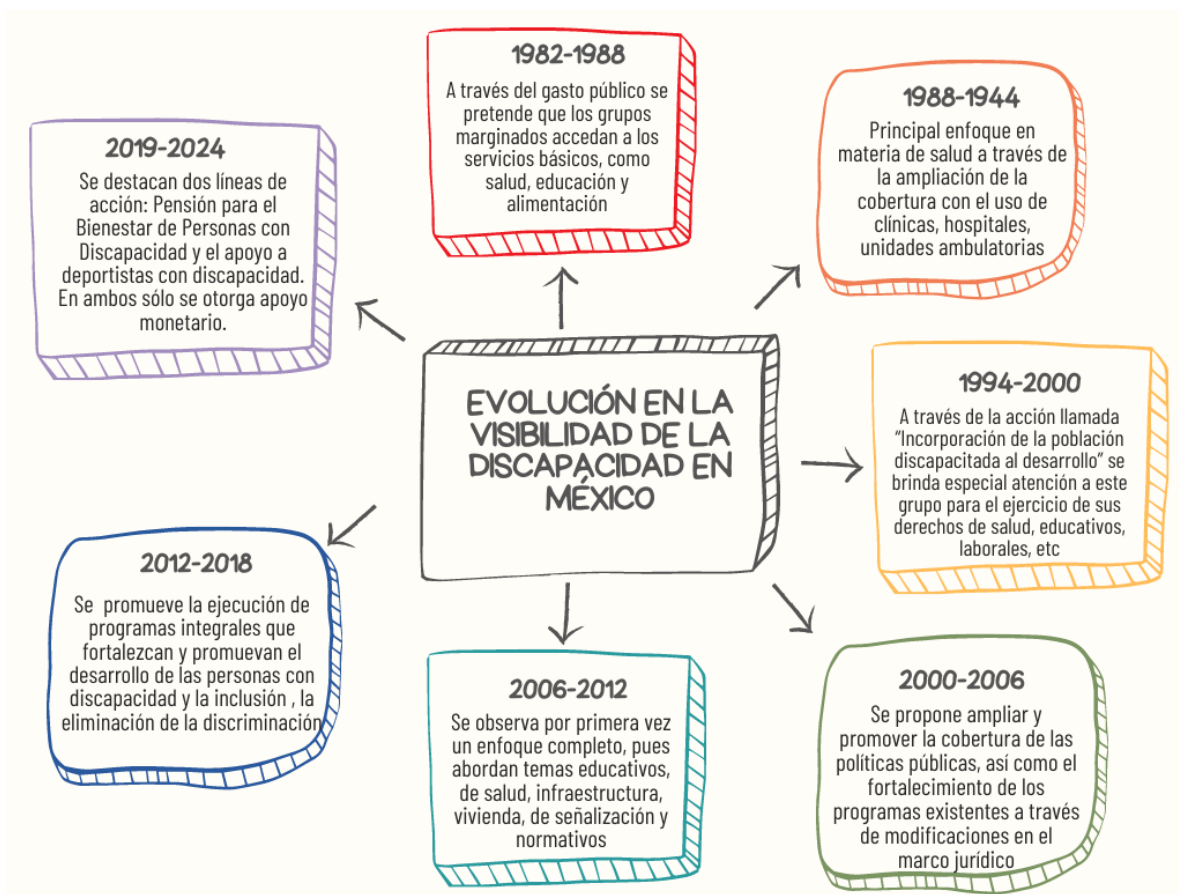 EVOLUCIÓN EN LA
VISIBILIDAD DE LA
DISCAPACIDAD EN
MÉXICO
1982-1988
A través del gasto público se
pretende que los grupos
marginados accedan a los
servicios básicos, como
salud, educación y
alimentación
1988-1944
Principal enfoque en
materia de salud a través de
la ampliación de la
cobertura con el uso de
clínicas, hospitales,
unidades ambulatorias
1994-2000
A través de la acción llamada
"Incorporación de la población
discapacitada al desarrollo" se
brinda especial atención a este
grupo para el ejercicio de sus
derechos de salud, educativos,
laborales, etc
2000-2006
Se propone ampliar y
promover la cobertura de las
políticas públicas, así como el
fortalecimiento de los
programas existentes a través
de modificaciones en el
marco jurídico
2006-2012
Se observa por primera vez
un enfoque completo, pues
abordan temas educativos,
de salud, infraestructura,
vivienda, de señalización y
normativos
2012-2018
Se promueve la ejecución de
programas integrales que
fortalezcan y promuevan el
desarrollo de las personas con
discapacidad y la inclusión , la
eliminación de la discriminación
2019-2024
Se destacan dos líneas de
acción: Pensión para el
Bienestar de Personas con
Discapacidad y el apoyo a
deportistas con discapacidad.
En ambos sólo se otorga apoyo
monetario.